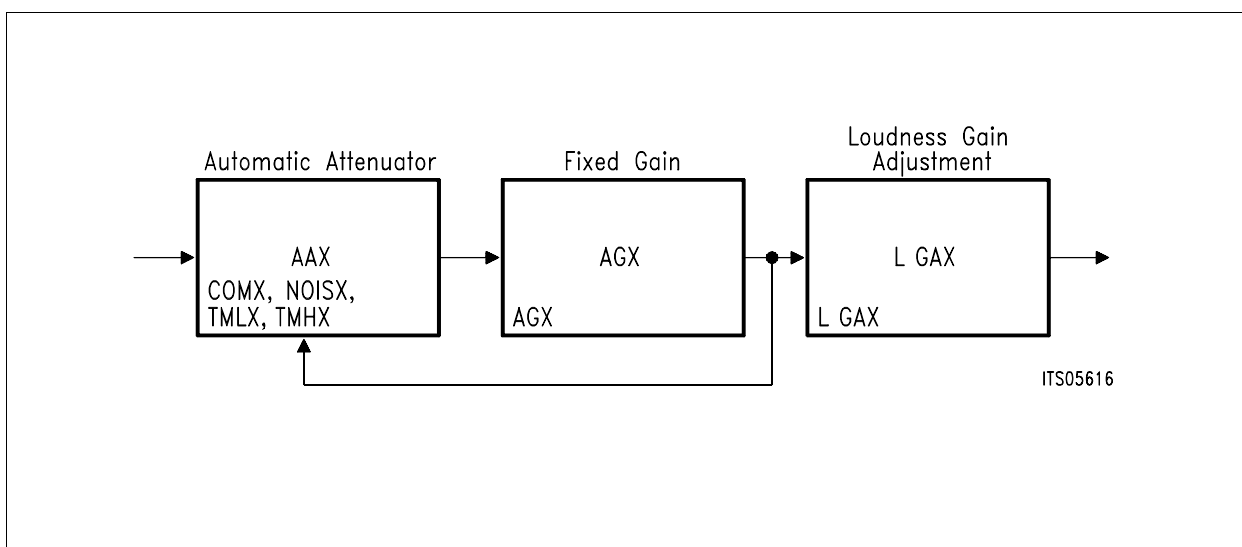 Automatic Attenuator
AAX
COMX, NOISX,
TMLX, TMHX
Fixed Gain
AGX
AGX
Loudness Gain
Adjustment
L GAX
L GAX
ITS05616